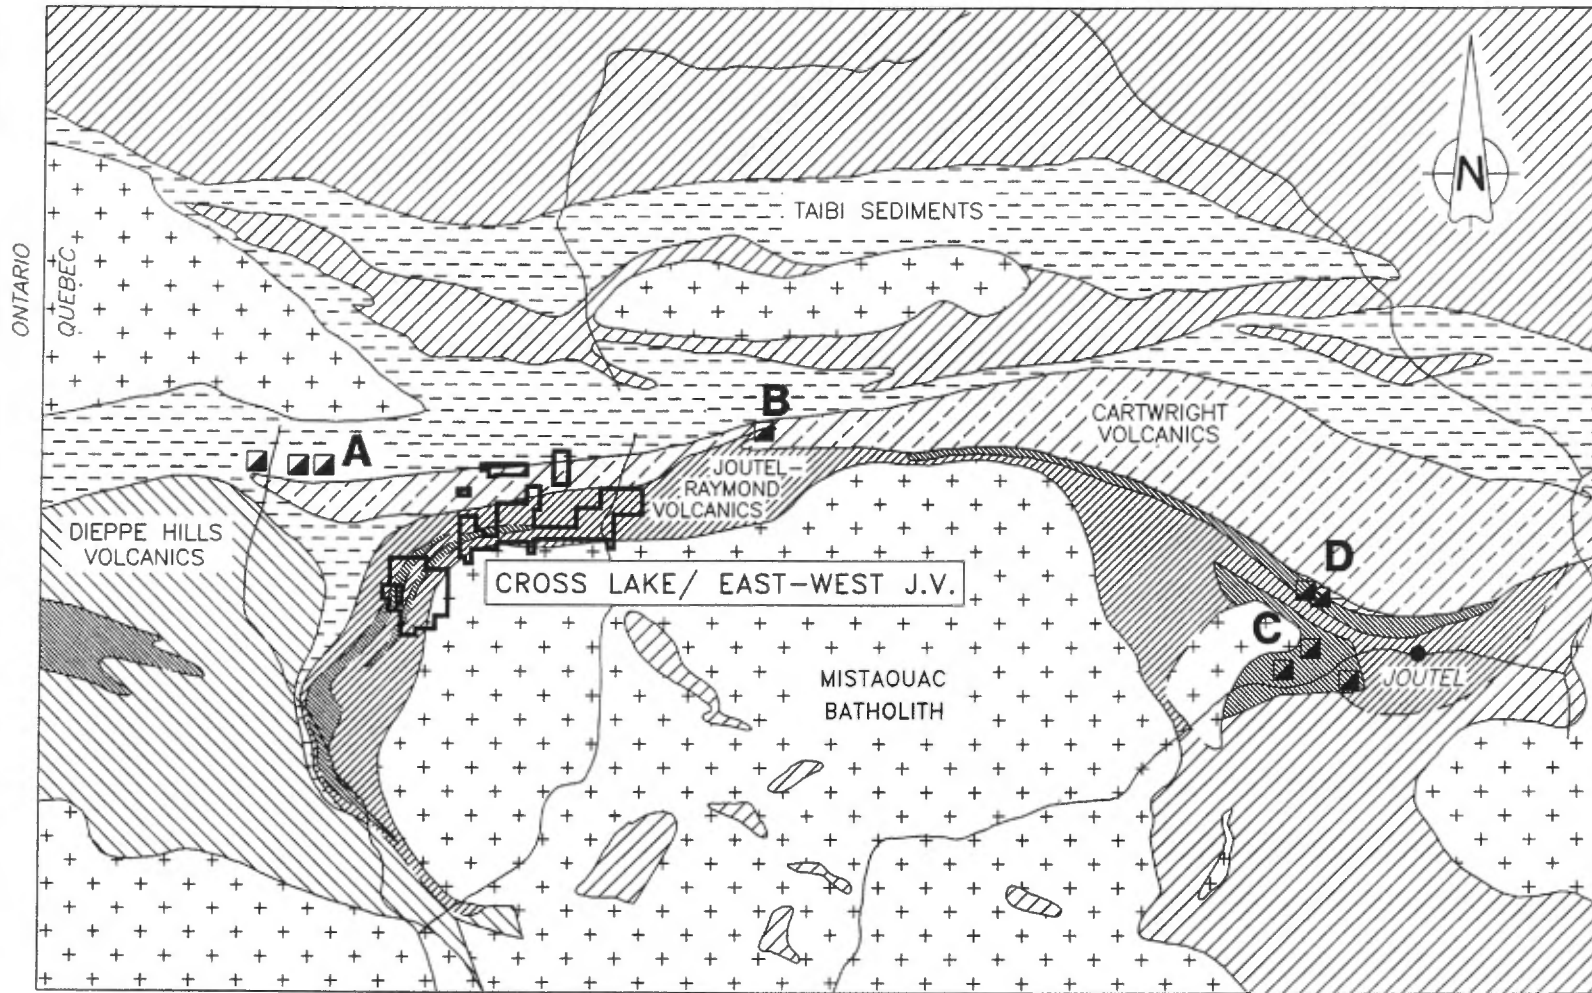 N
TAIBI SEDIMENTS
ONTARIO
QUEBEC
B
CARTWRIGHT
VOLCANICS
A
JOUTEL-
RAYMOND
VOLCANICS
DIEPPE HILLS
VOLCANICS
D
CROSS LAKE/ EAST-WEST J.V.
C
MISTAOUAC
BATHOLITH
JOUTEL